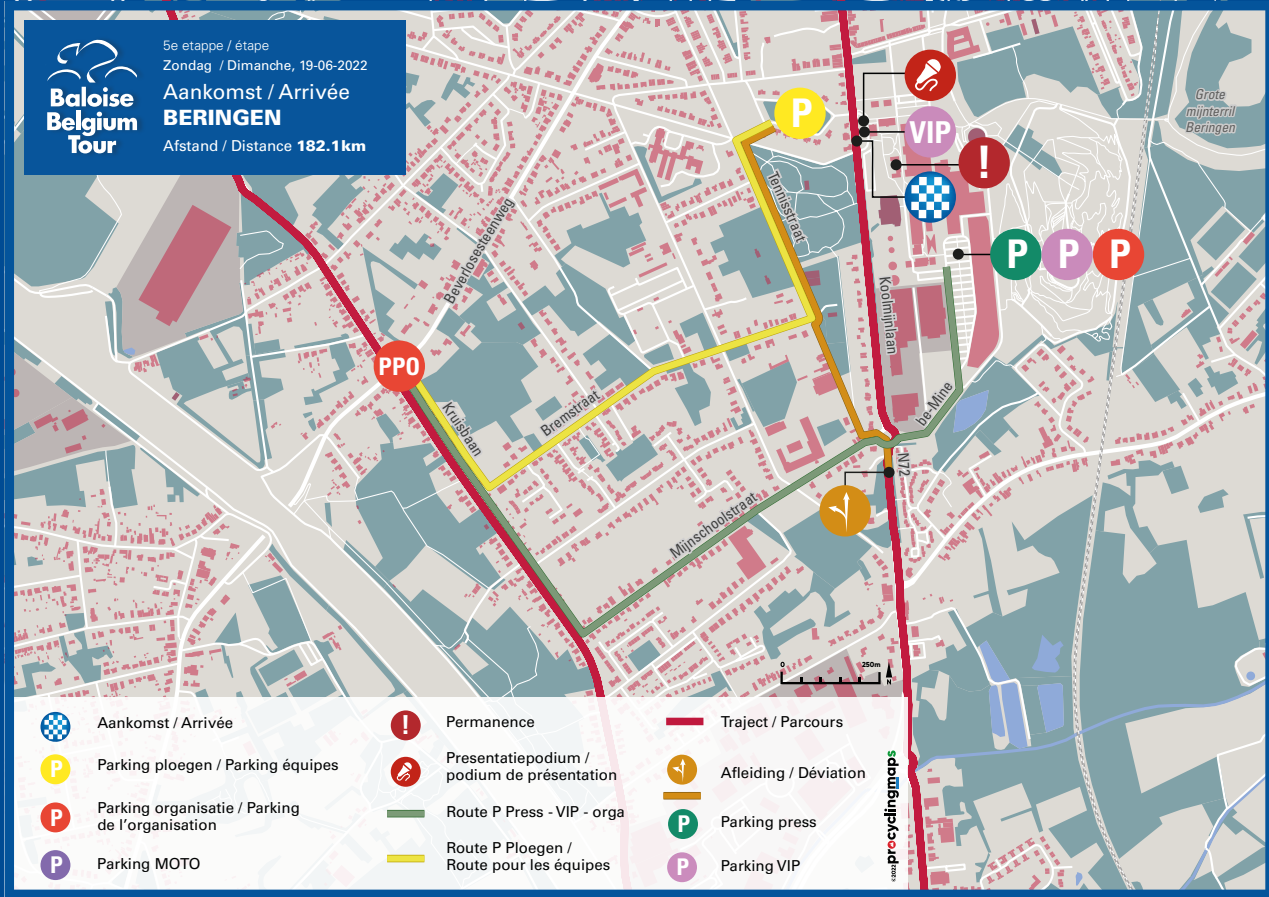 Baloise
Belgium
Tour
5e etappe / étape
Zondag / Dimanche, 19-06-2022
Aankomst / Arrivée
BERINGEN
Afstand / Distance 182.1km
P
VIP
!
Grote
mijnterril
Beringen
P P P
Tennisstraat
Beverlosesteenweg
Koolmijnlaan
PPO
Kruisbaan
Bremstraat
be-Mine
N72
Mijnschoolstraat
0 250m
N
Aankomst / Arrivée
P Parking ploegen / Parking équipes
P Parking organisatie / Parking
de l'organisation
P Parking MOTO
! Permanence
Presentatiepodium /
podium de présentation
Route P Press - VIP - orga
Route P Ploegen /
Route pour les équipes
Traject / Parcours
Afleiding / Déviation
P Parking press
P Parking VIP
©2022 procyclingmaps